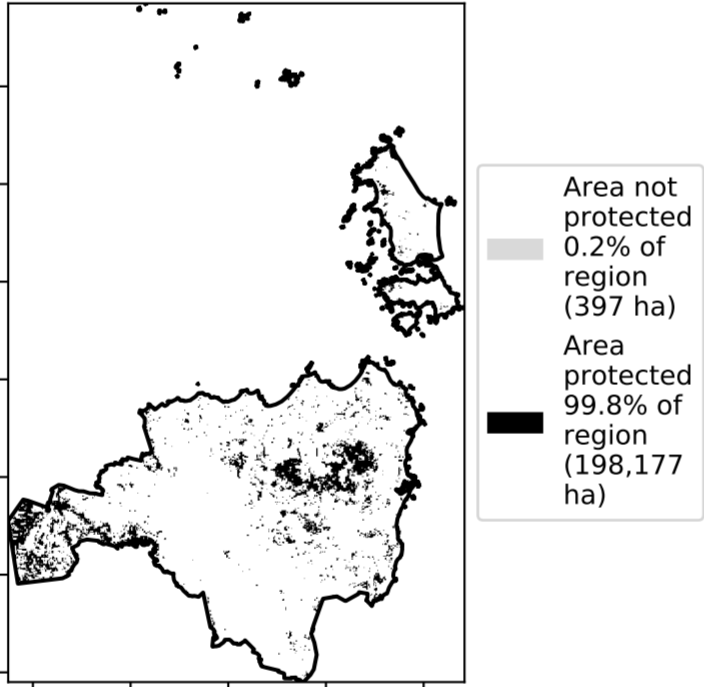 Area not
protected
0.2% of
region
(397 ha)
Area
protected
99.8% of
region
(198,177
ha)